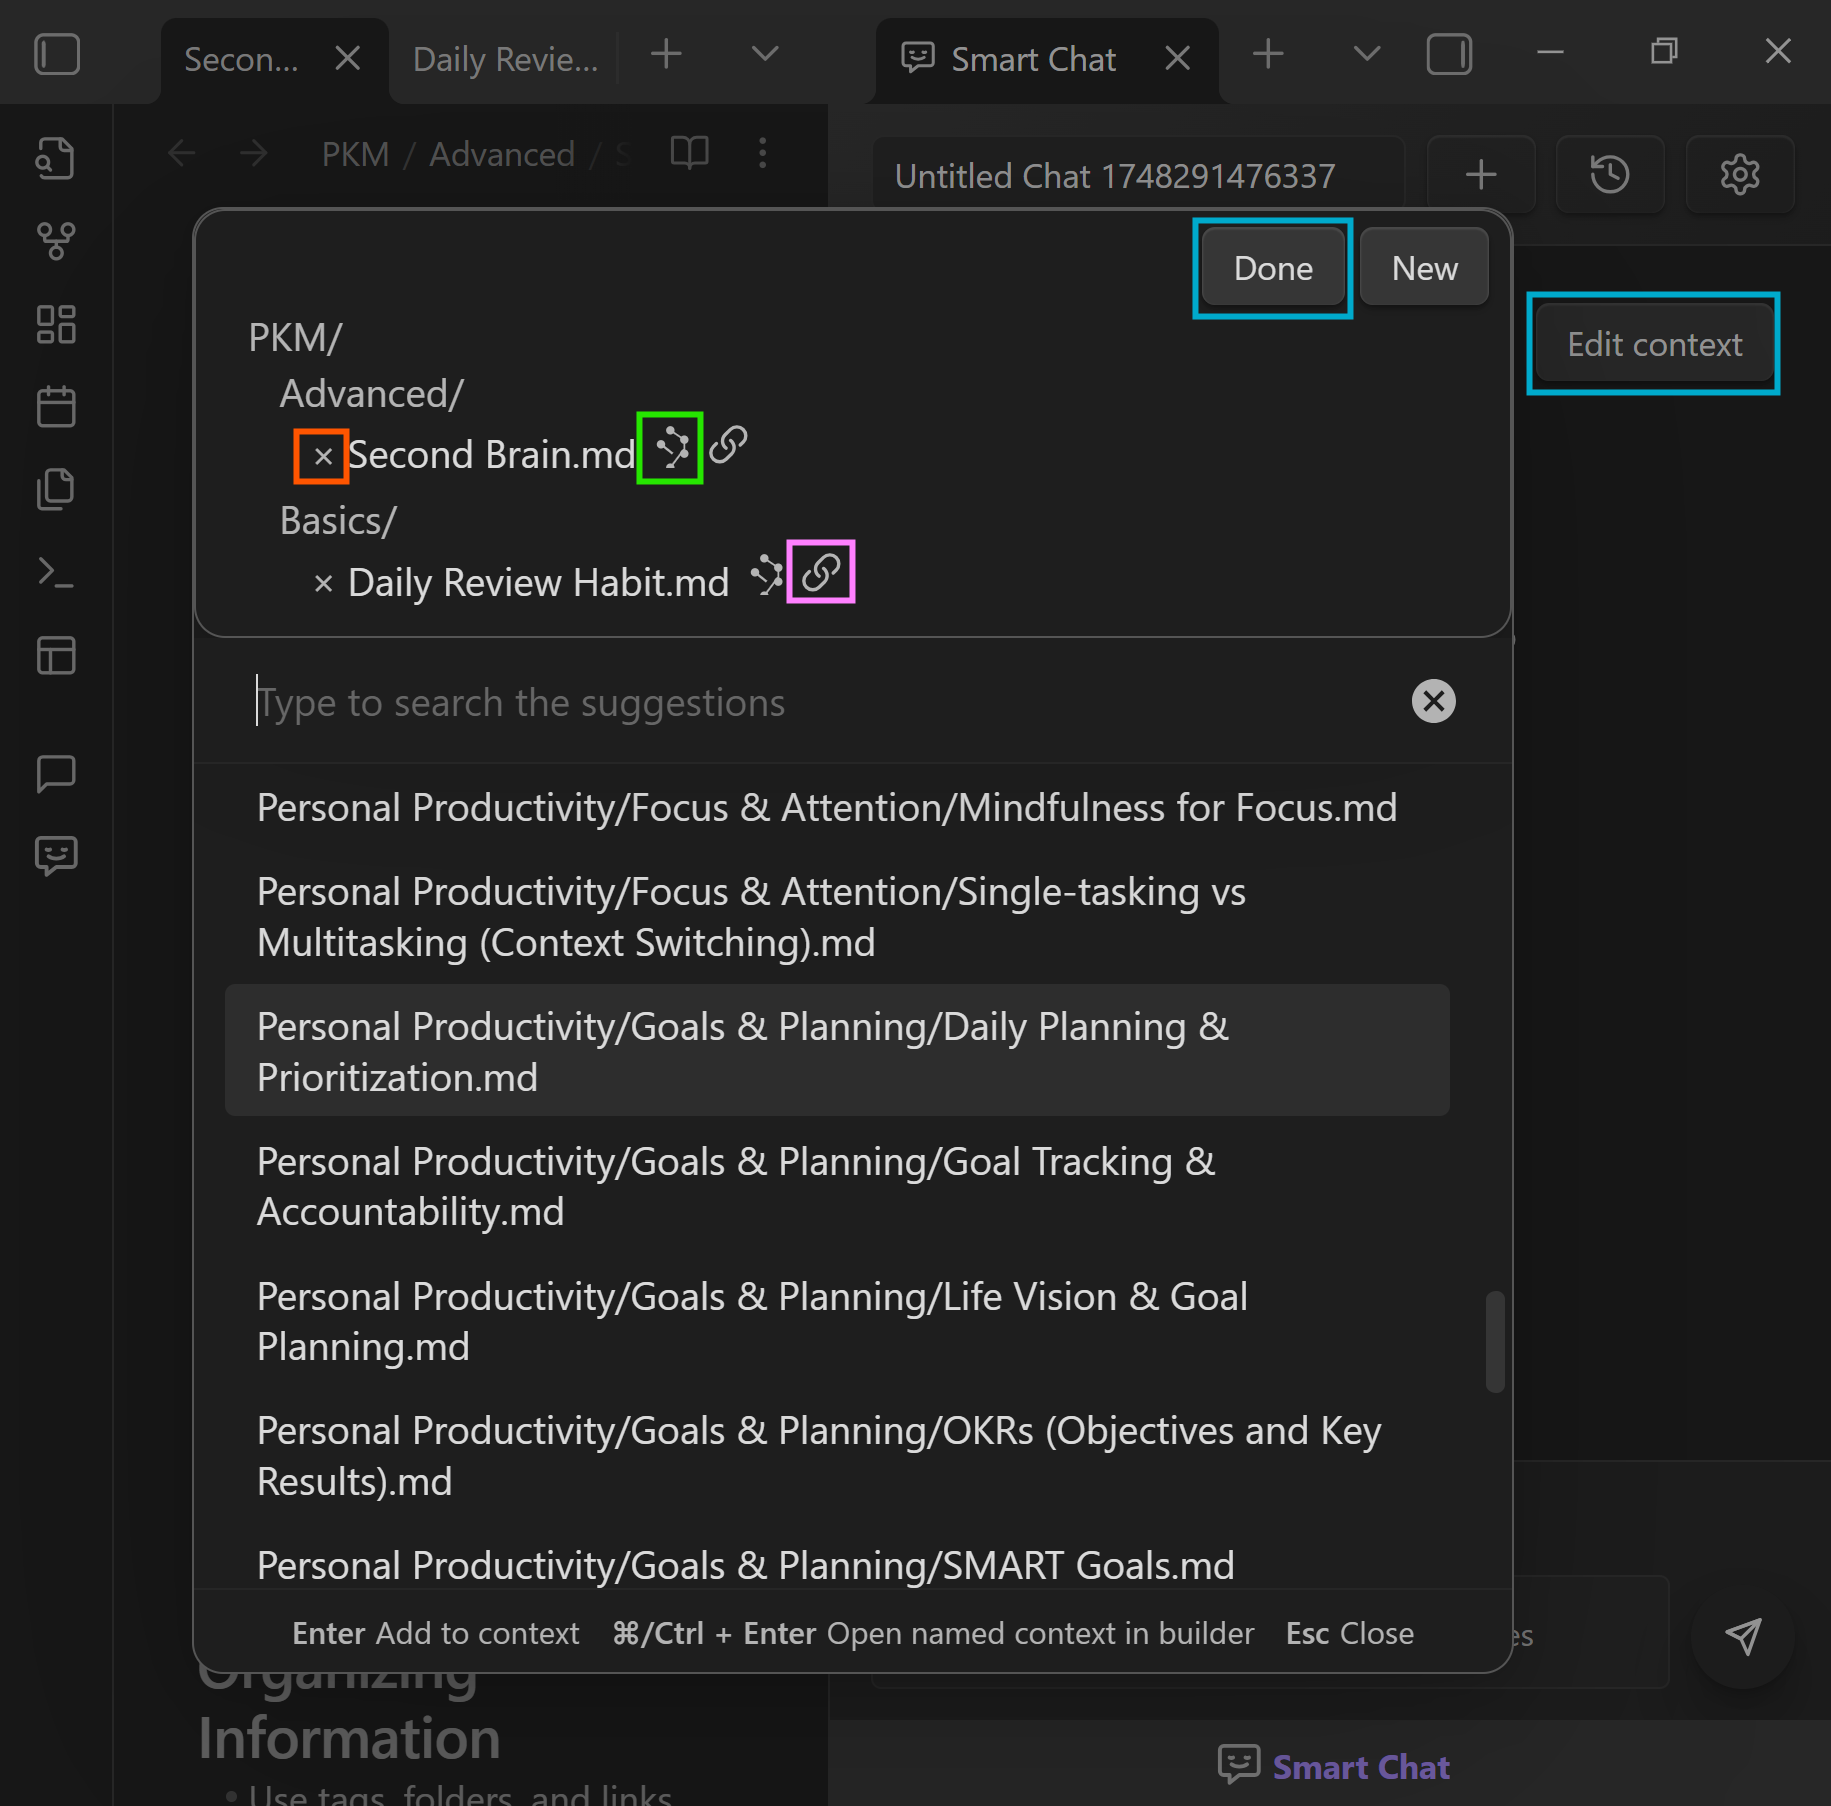 Secon...
Daily Revie...
Smart Chat
PKM / Advanced / S
Untitled Chat 1748291476337
Done
New
Edit context
PKM/
Advanced/
× Second Brain.md
Basics/
× Daily Review Habit.md
Type to search the suggestions
Personal Productivity/Focus & Attention/Mindfulness for Focus.md
Personal Productivity/Focus & Attention/Single-tasking vs
Multitasking (Context Switching).md
Personal Productivity/Goals & Planning/Daily Planning &
Prioritization.md
Personal Productivity/Goals & Planning/Goal Tracking &
Accountability.md
Personal Productivity/Goals & Planning/Life Vision & Goal
Planning.md
Personal Productivity/Goals & Planning/OKRs (Objectives and Key
Results).md
Personal Productivity/Goals & Planning/SMART Goals.md
Enter Add to context ⌘/Ctrl + Enter Open named context in builder Esc Close
Organizing
Information
• Use tags, folders, and links
Smart Chat